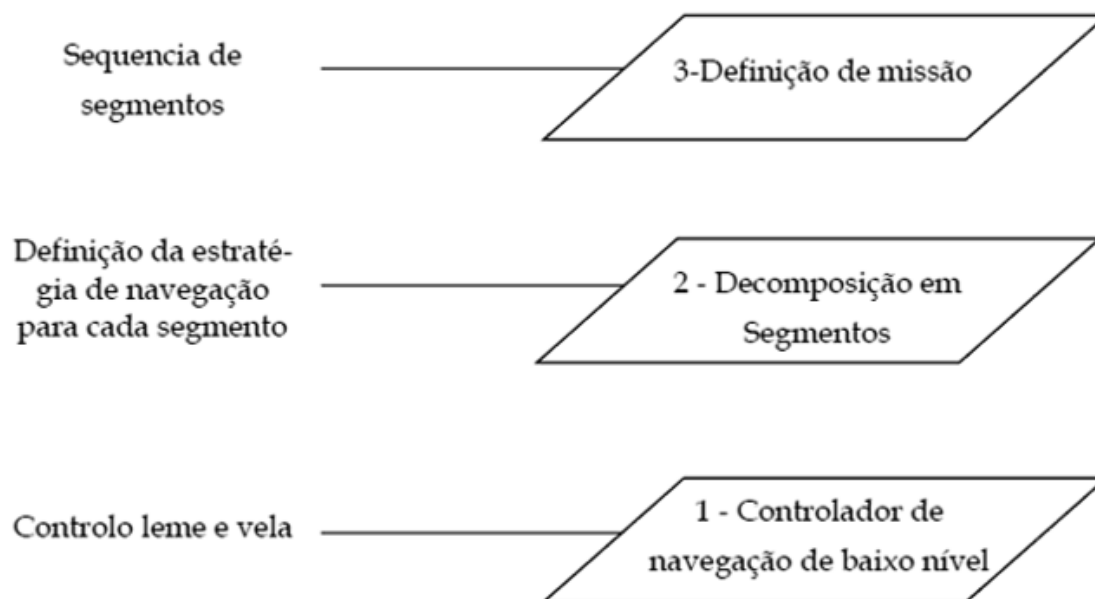 Sequencia de
segmentos
3-Definição de missão
Definição da estraté-
gia de navegação
para cada segmento
2 - Decomposição em
Segmentos
Controlo leme e vela
1 - Controlador de
navegação de baixo nível